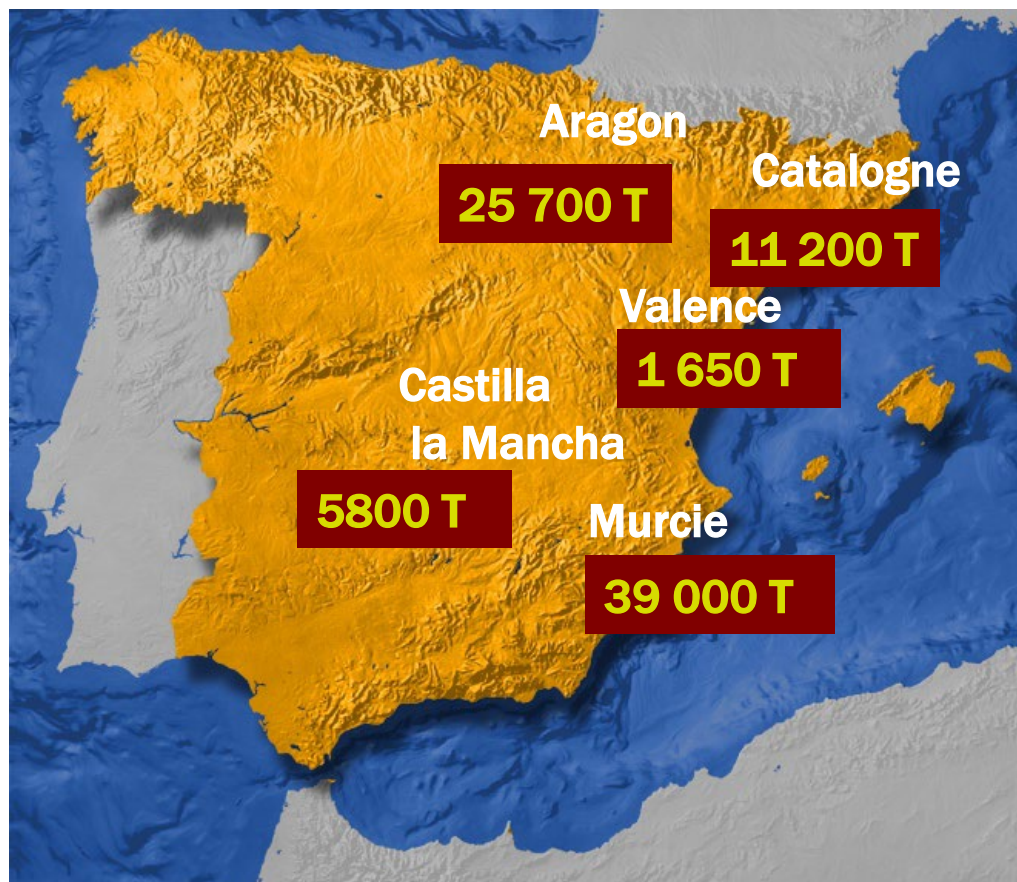 Aragon
25 700 T
Catalogne
11 200 T
Valence
1 650 T
Castilla
la Mancha
5800 T
Murcie
39 000 T